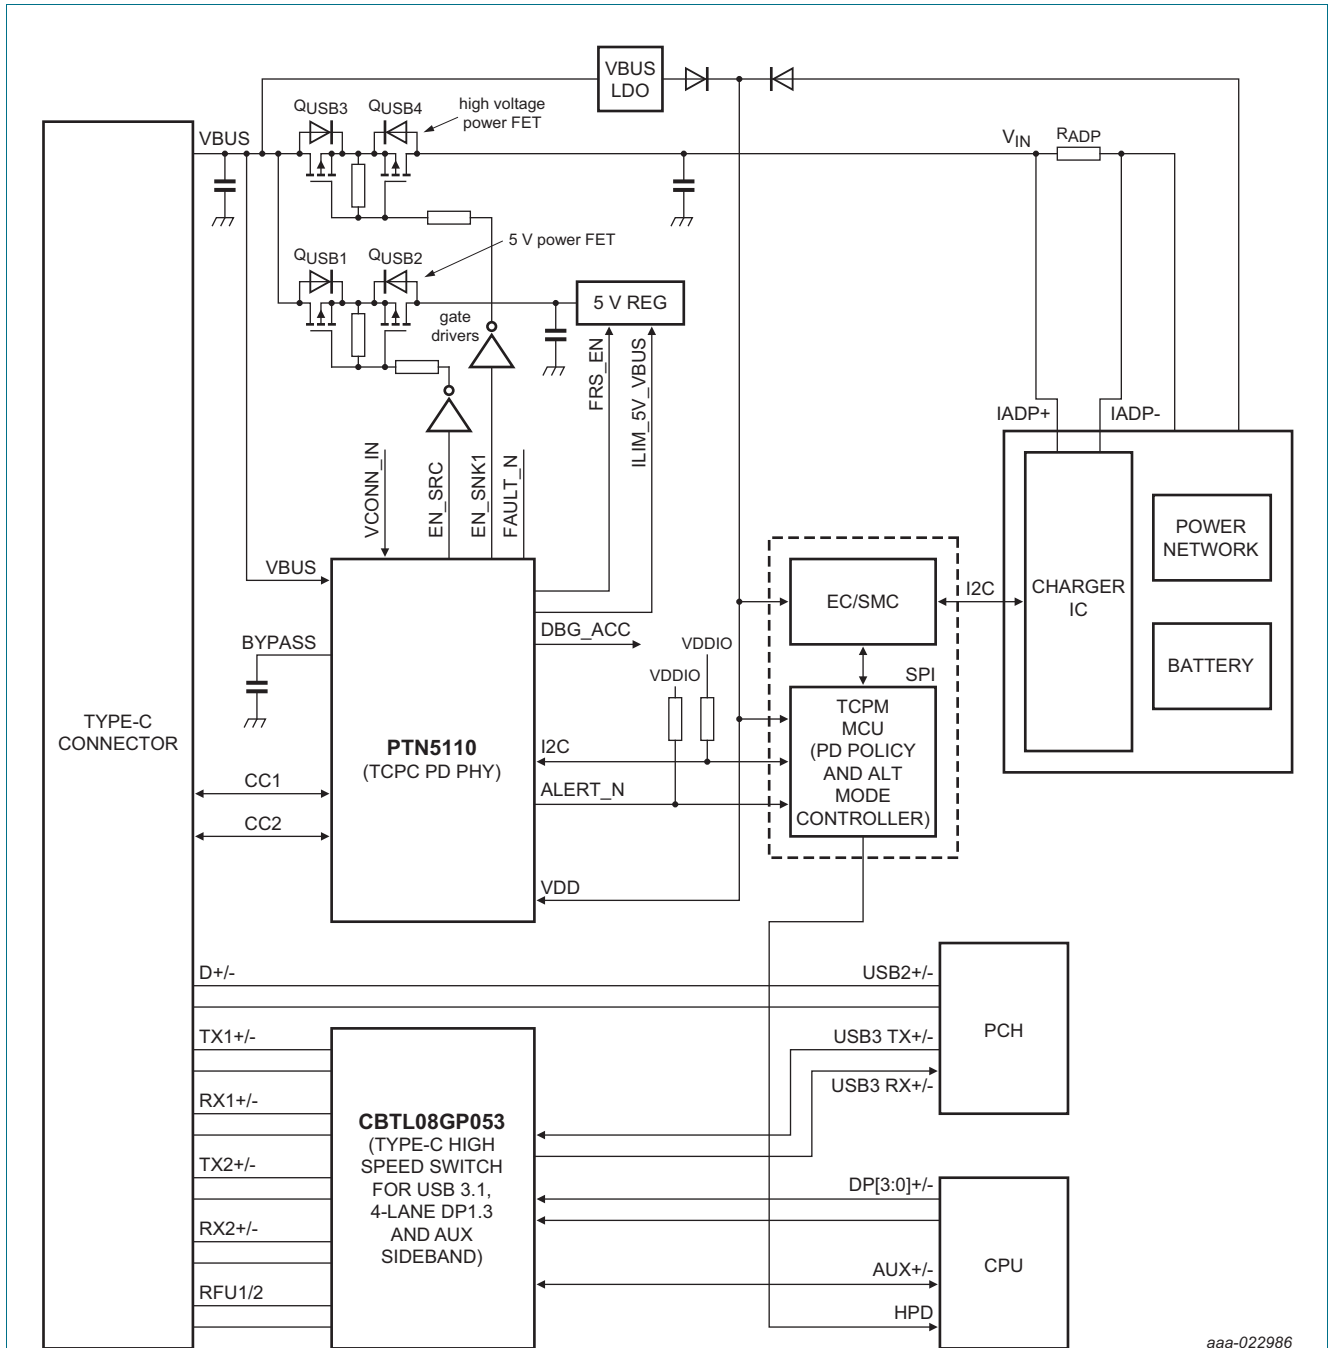 VBUS
LDO
QUSB3
QUSB4
high voltage
power FET
VBUS
VIN
RADP
QUSB1
QUSB2
5 V power FET
5 V REG
gate
drivers
FRS_EN
ILIM_5V_VBUS
IADP+
IADP-
VCONN_IN
EN_SRC
EN_SNK1
FAULT_N
VBUS
EC/SMC
I2C
CHARGER
IC
POWER
NETWORK
BATTERY
BYPASS
DBG_ACC
VDDIO
VDDIO
SPI
TYPE-C
CONNECTOR
PTN5110
(TCPC PD PHY)
I2C
ALERT_N
TCPM
MCU
(PD POLICY
AND ALT
MODE
CONTROLLER)
CC1
CC2
VDD
D+/-
USB2+/-
PCH
TX1+/-
USB3 TX+/-
USB3 RX+/-
RX1+/-
CBTL08GP053
(TYPE-C HIGH
SPEED SWITCH
FOR USB 3.1,
4-LANE DP1.3
AND AUX
SIDEBAND)
TX2+/-
DP[3:0]+/-
RX2+/-
CPU
AUX+/-
RFU1/2
HPD
aaa-022986